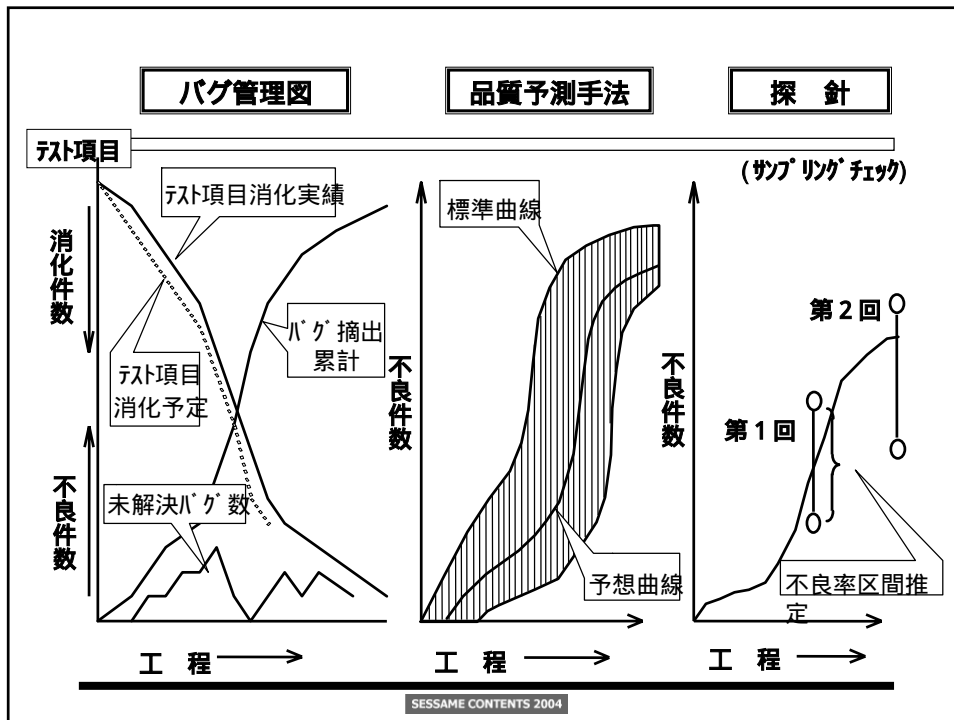 バグ管理図
品質予測手法
探 針
テスト項目
(サンプリングチェック)
テスト項目消化実績
標準曲線
消化件数
第2回
バグ摘出
累計
不良件数
不良件数
テスト項目
消化予定
第1回
不良件数
未解決バグ数
予想曲線
不良率区間推
定
工 程
工 程
工 程
SESSAME CONTENTS 2004